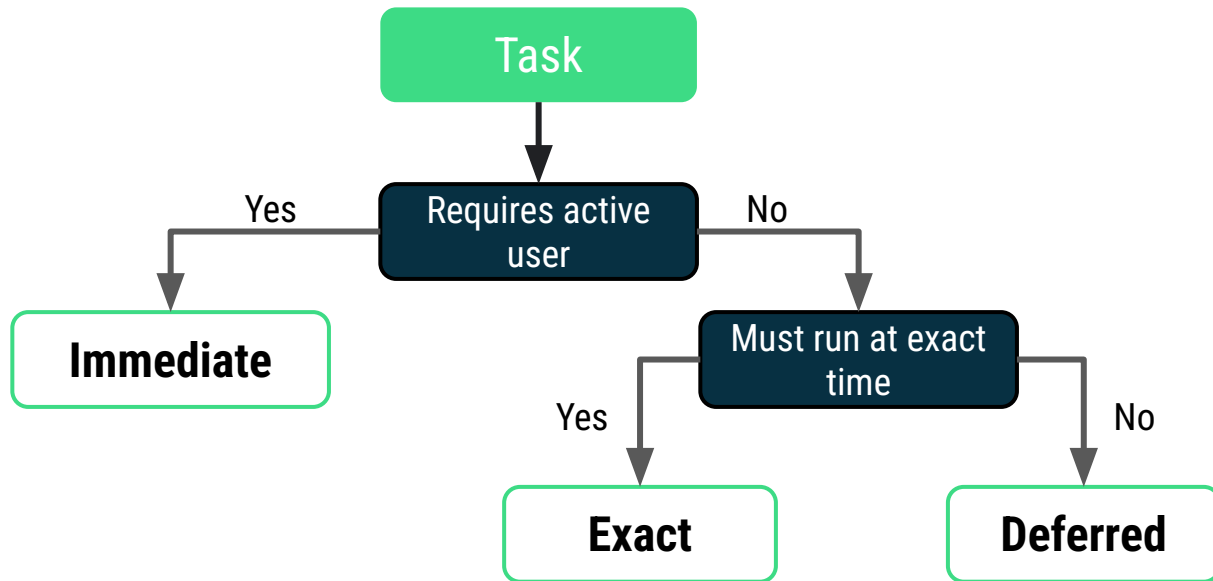 Task
Yes
Requires active
user
No
Immediate
Must run at exact
time
Yes
No
Exact
Deferred